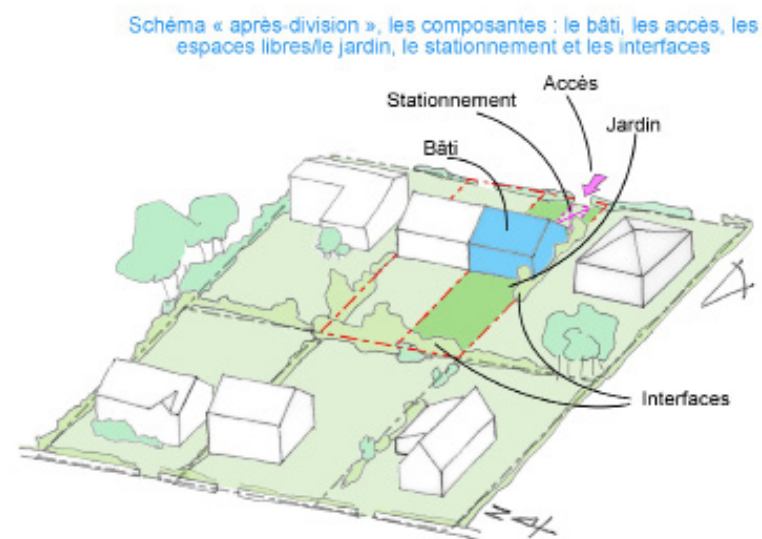 Schéma « après-division », les composantes : le bâti, les accès, les
espaces libres/le jardin, le stationnement et les interfaces
Accès
Stationnement
Jardin
Bâti
Interfaces